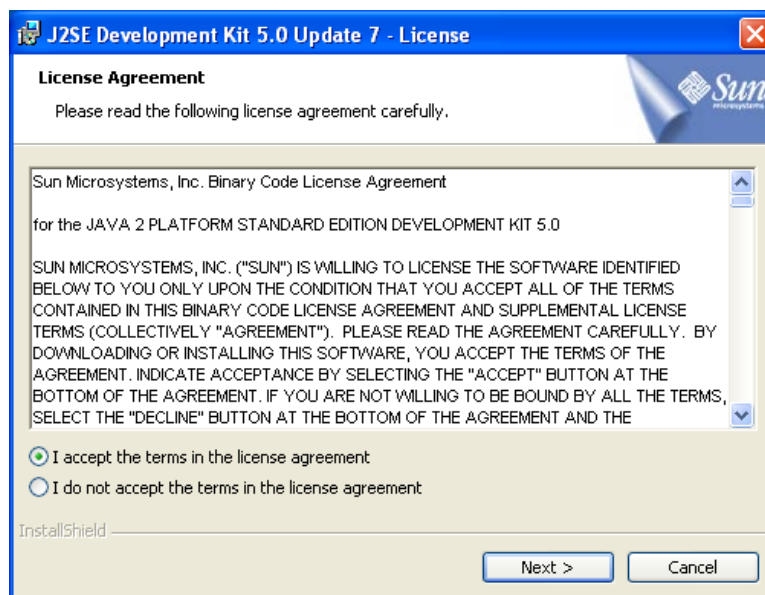 J2SE Development Kit 5.0 Update 7 - License
License Agreement
Please read the following license agreement carefully.
Sun
microsystems
Sun Microsystems, Inc. Binary Code License Agreement
for the JAVA 2 PLATFORM STANDARD EDITION DEVELOPMENT KIT 5.0
SUN MICROSYSTEMS, INC. ("SUN") IS WILLING TO LICENSE THE SOFTWARE IDENTIFIED
BELOW TO YOU ONLY UPON THE CONDITION THAT YOU ACCEPT ALL OF THE TERMS
CONTAINED IN THIS BINARY CODE LICENSE AGREEMENT AND SUPPLEMENTAL LICENSE
TERMS (COLLECTIVELY "AGREEMENT").  PLEASE READ THE AGREEMENT CAREFULLY.  BY
DOWNLOADING OR INSTALLING THIS SOFTWARE, YOU ACCEPT THE TERMS OF THE
AGREEMENT. INDICATE ACCEPTANCE BY SELECTING THE "ACCEPT" BUTTON AT THE
BOTTOM OF THE AGREEMENT. IF YOU ARE NOT WILLING TO BE BOUND BY ALL THE TERMS,
SELECT THE "DECLINE" BUTTON AT THE BOTTOM OF THE AGREEMENT AND THE
I accept the terms in the license agreement
I do not accept the terms in the license agreement
InstallShield
Next >
Cancel